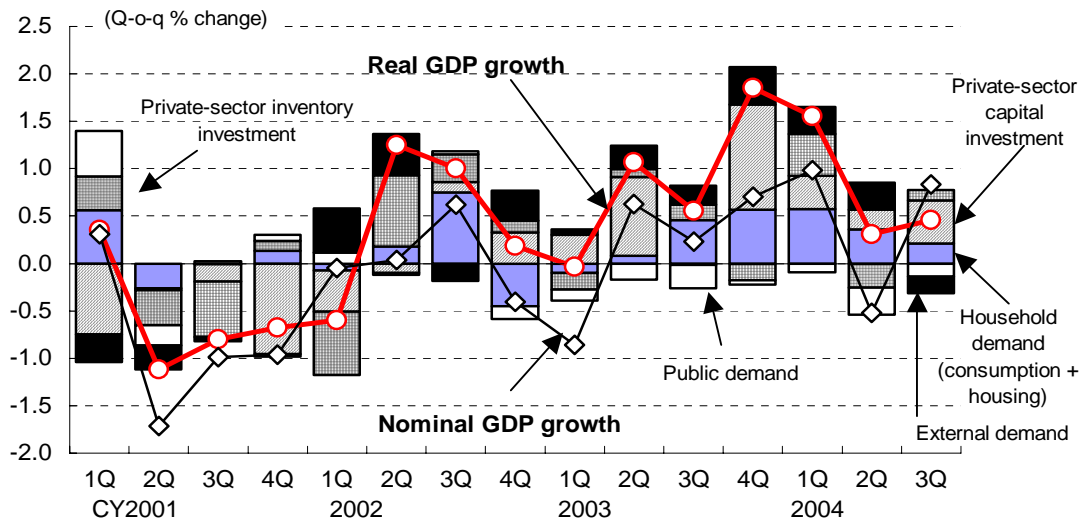 (Q-o-q % change)
2.5
2.0
1.5
1.0
0.5
0.0
-0.5
-1.0
-1.5
-2.0
Real GDP growth
Private-sector inventory
investment
Private-sector
capital
investment
Household
demand
(consumption +
housing)
Public demand
Nominal GDP growth
External demand
1Q 2Q 3Q 4Q 1Q 2Q 3Q 4Q 1Q 2Q 3Q 4Q 1Q 2Q 3Q
CY2001 2002 2003 2004